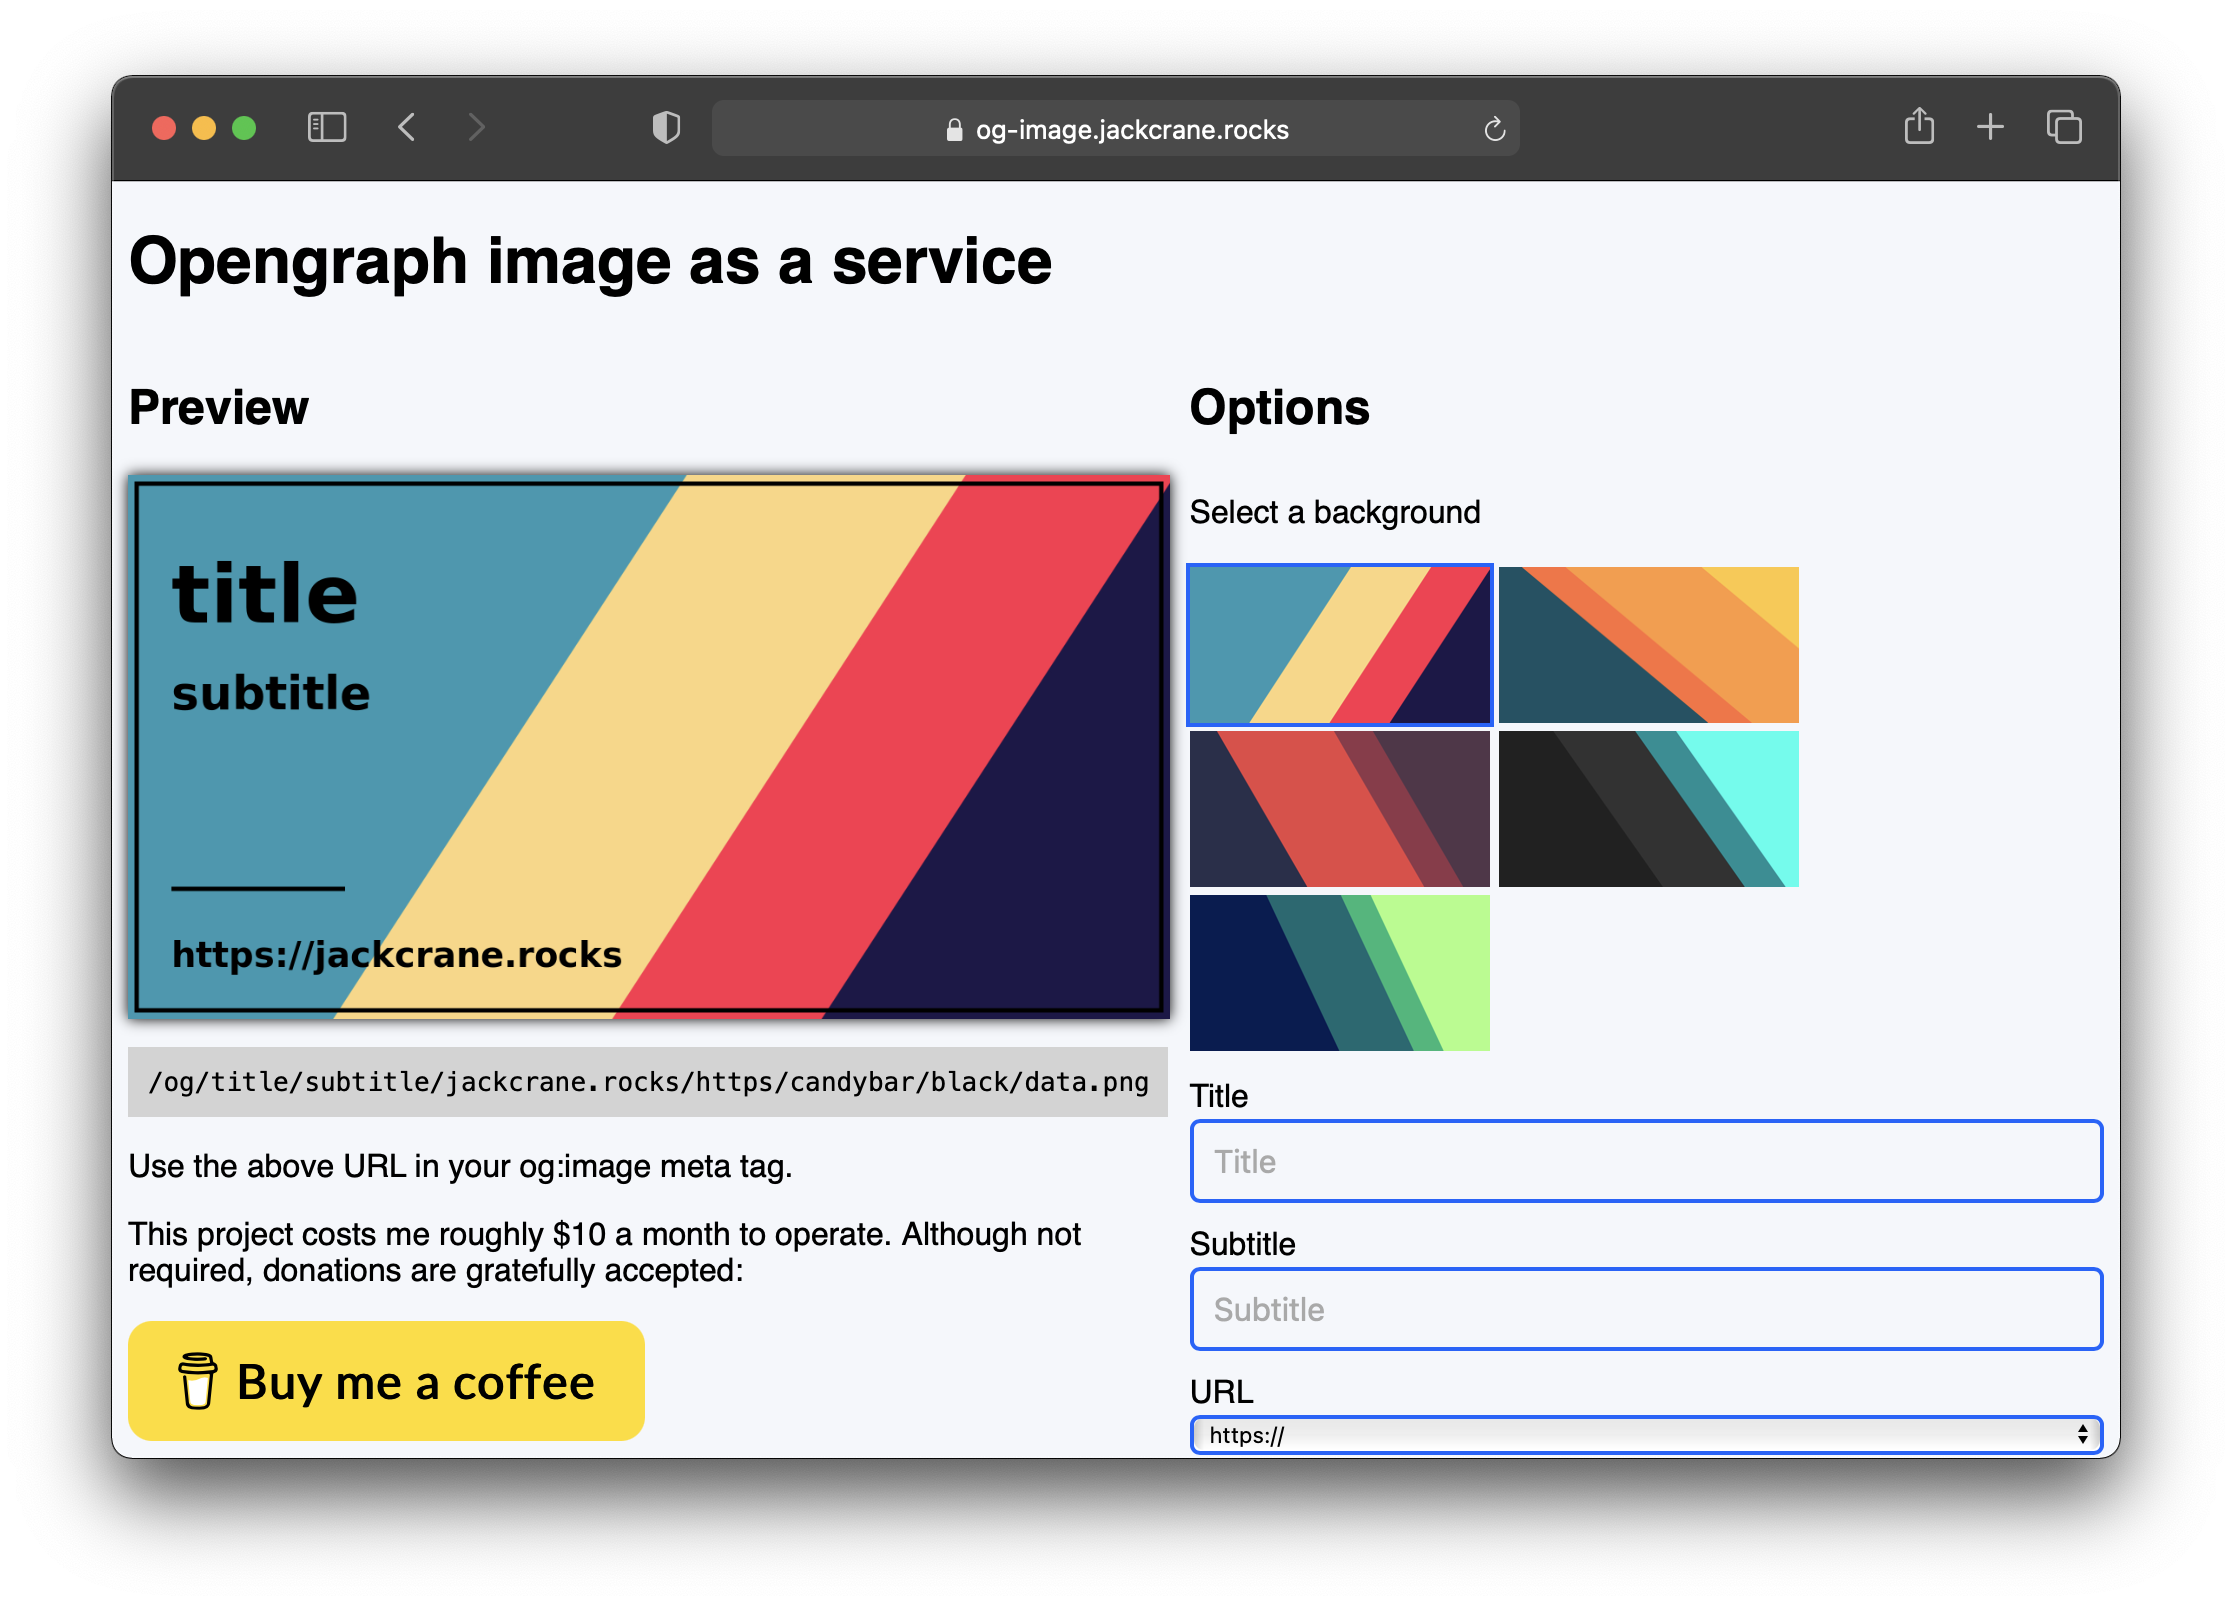 og-image.jackcrane.rocks
Opengraph image as a service
Preview
title
subtitle
https://jackcrane.rocks
/og/title/subtitle/jackcrane.rocks/https/candybar/black/data.png
Use the above URL in your og:image meta tag.
This project costs me roughly $10 a month to operate. Although not
required, donations are gratefully accepted:
Buy me a coffee
Options
Select a background
Title
Title
Subtitle
Subtitle
URL
https://